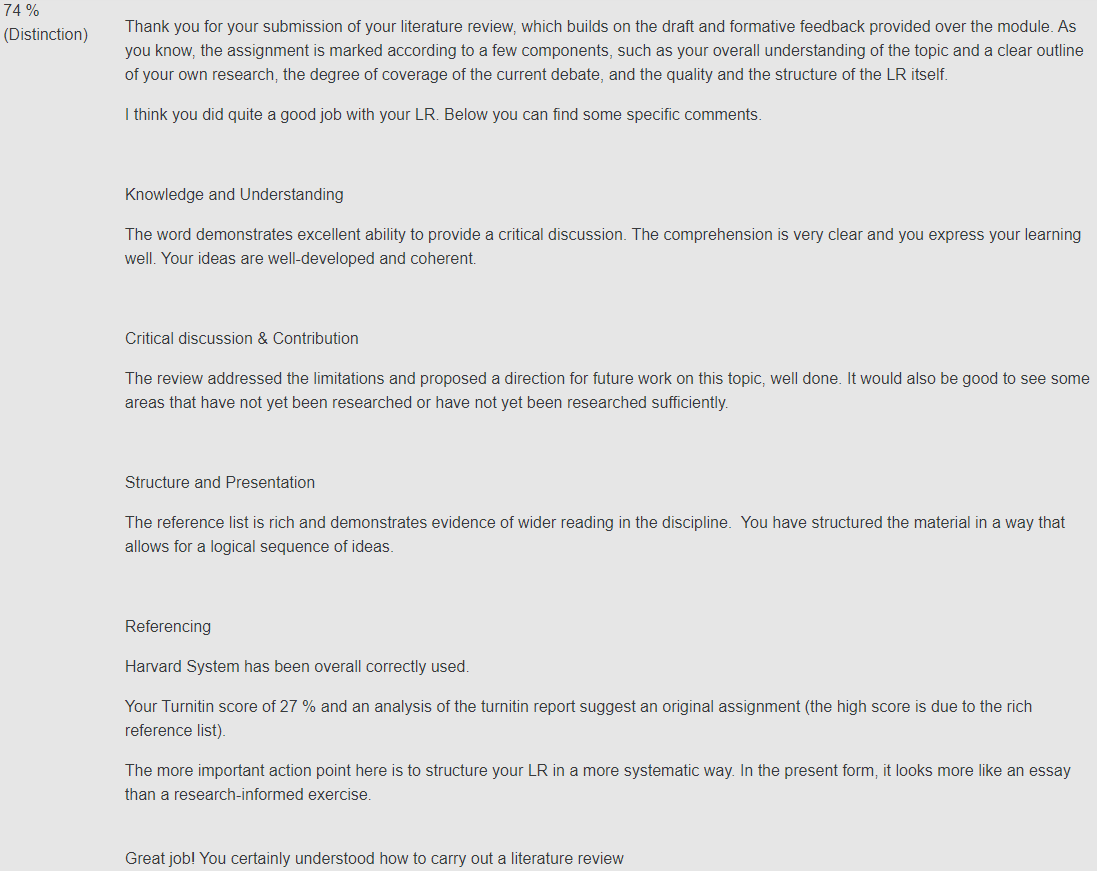 74 %
(Distinction)
Thank you for your submission of your literature review, which builds on the draft and formative feedback provided over the module. As
you know, the assignment is marked according to a few components, such as your overall understanding of the topic and a clear outline
of your own research, the degree of coverage of the current debate, and the quality and the structure of the LR itself.
I think you did quite a good job with your LR. Below you can find some specific comments.
Knowledge and Understanding
The word demonstrates excellent ability to provide a critical discussion. The comprehension is very clear and you express your learning
well. Your ideas are well-developed and coherent.
Critical discussion & Contribution
The review addressed the limitations and proposed a direction for future work on this topic, well done. It would also be good to see some
areas that have not yet been researched or have not yet been researched sufficiently.
Structure and Presentation
The reference list is rich and demonstrates evidence of wider reading in the discipline.  You have structured the material in a way that
allows for a logical sequence of ideas.
Referencing
Harvard System has been overall correctly used.
Your Turnitin score of 27 % and an analysis of the turnitin report suggest an original assignment (the high score is due to the rich
reference list).
The more important action point here is to structure your LR in a more systematic way. In the present form, it looks more like an essay
than a research-informed exercise.
Great job! You certainly understood how to carry out a literature review